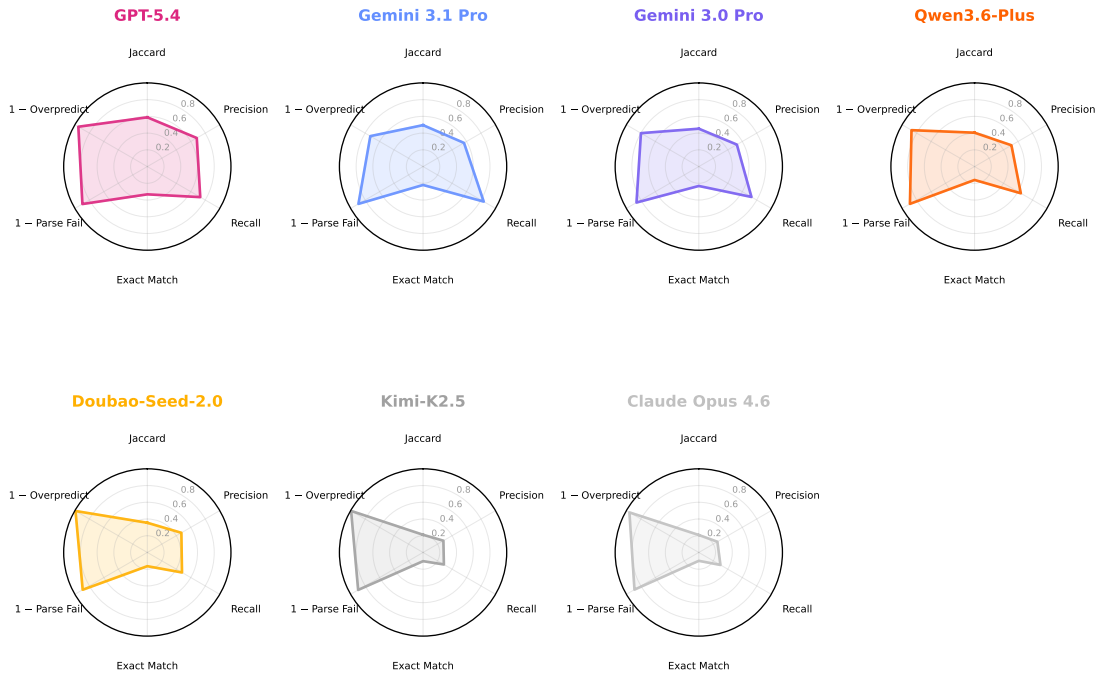 GPT-5.4
Jaccard
1 − Overpredict
Precision
0.8
0.6
0.4
0.2
1 − Parse Fail
Recall
Exact Match
Gemini 3.1 Pro
Jaccard
1 − Overpredict
Precision
0.8
0.6
0.4
0.2
1 − Parse Fail
Recall
Exact Match
Gemini 3.0 Pro
Jaccard
1 − Overpredict
Precision
0.8
0.6
0.4
0.2
1 − Parse Fail
Recall
Exact Match
Qwen3.6-Plus
Jaccard
1 − Overpredict
Precision
0.8
0.6
0.4
0.2
1 − Parse Fail
Recall
Exact Match
Doubao-Seed-2.0
Jaccard
1 − Overpredict
Precision
0.8
0.6
0.4
0.2
1 − Parse Fail
Recall
Exact Match
Kimi-K2.5
Jaccard
1 − Overpredict
Precision
0.8
0.6
0.4
0.2
1 − Parse Fail
Recall
Exact Match
Claude Opus 4.6
Jaccard
1 − Overpredict
Precision
0.8
0.6
0.4
0.2
1 − Parse Fail
Recall
Exact Match